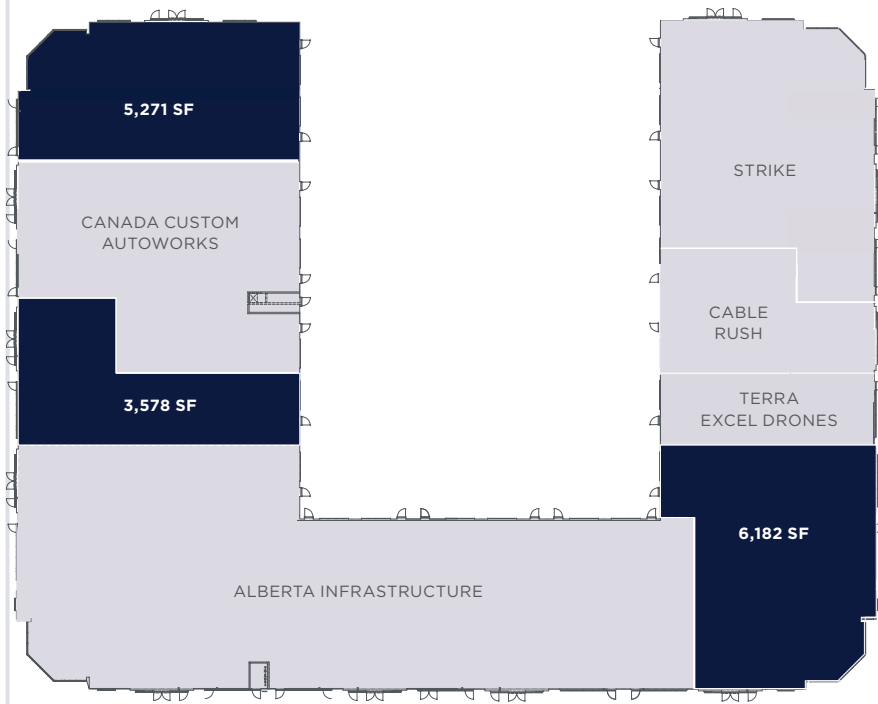 5,271 SF
STRIKE
CANADA CUSTOM
AUTOWORKS
CABLE
RUSH
3,578 SF
TERRA
EXCEL DRONES
6,182 SF
ALBERTA INFRASTRUCTURE